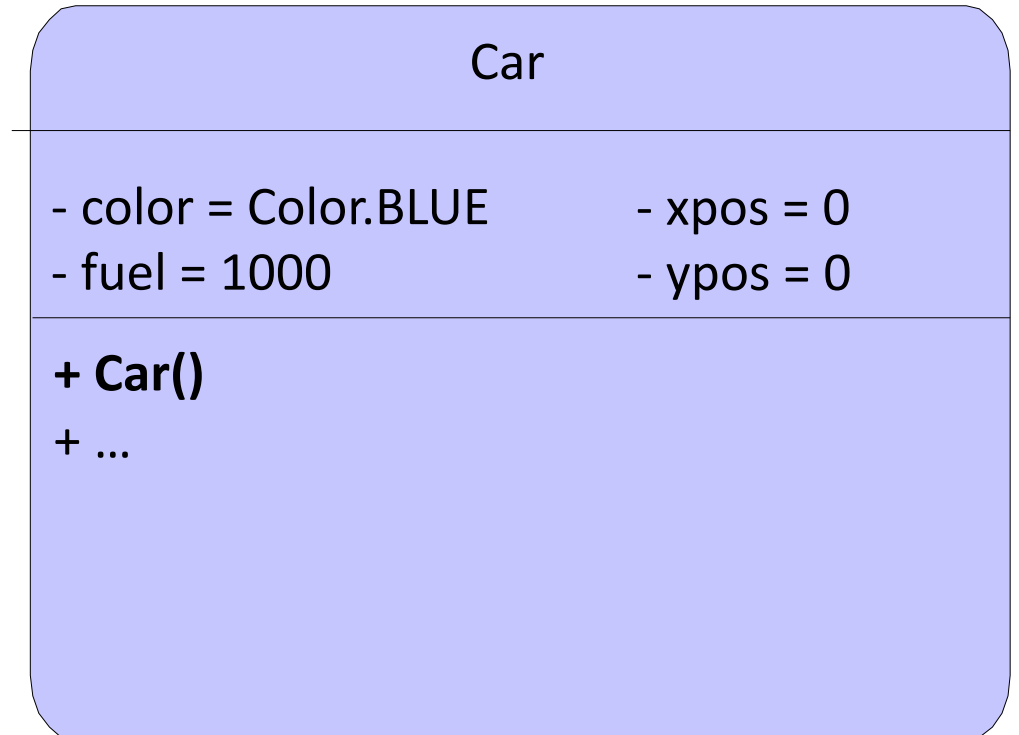 Car
- color = Color.BLUE - xpos = 0
- fuel = 1000 - ypos = 0
+ Car()
+ ...